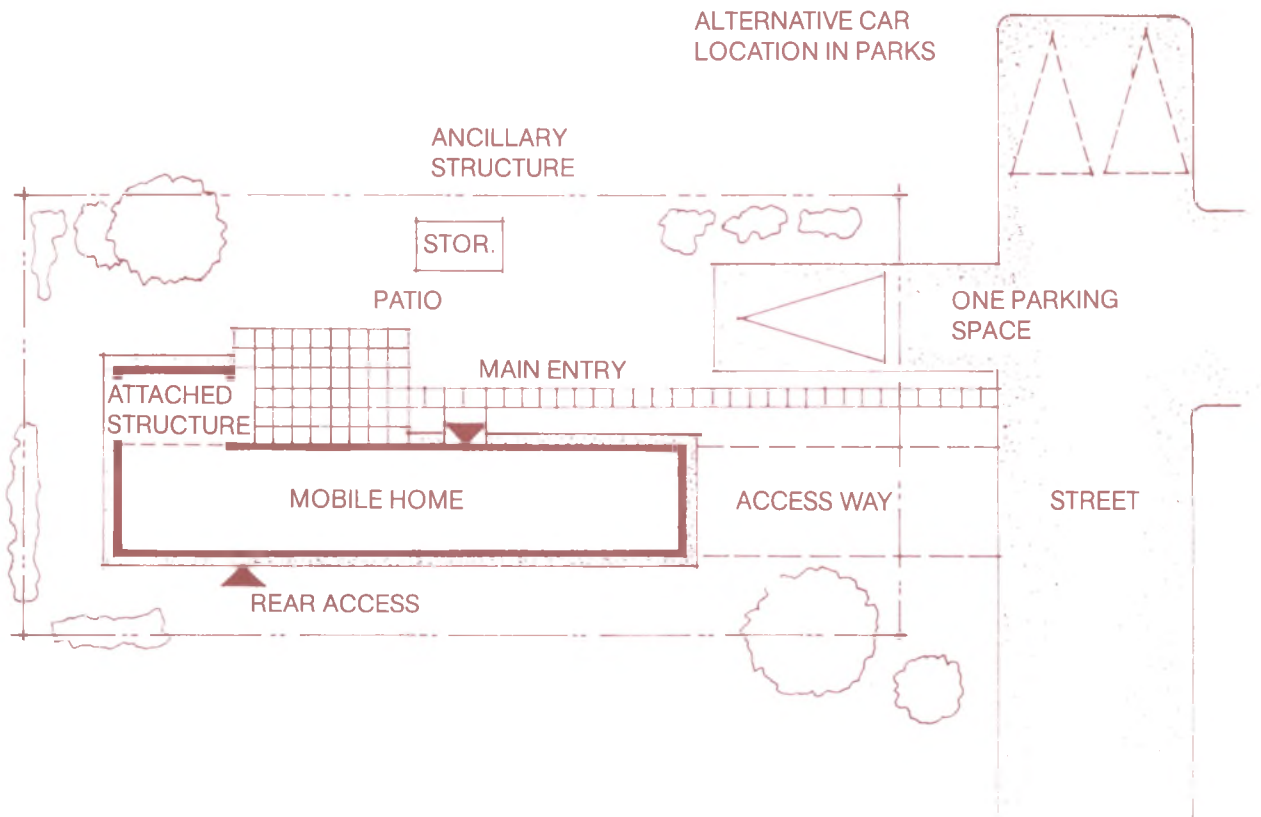 ALTERNATIVE CAR
LOCATION IN PARKS
ANCILLARY
STRUCTURE
STOR.
PATIO
ONE PARKING
SPACE
MAIN ENTRY
ATTACHED
STRUCTURE
MOBILE HOME
ACCESS WAY
STREET
REAR ACCESS